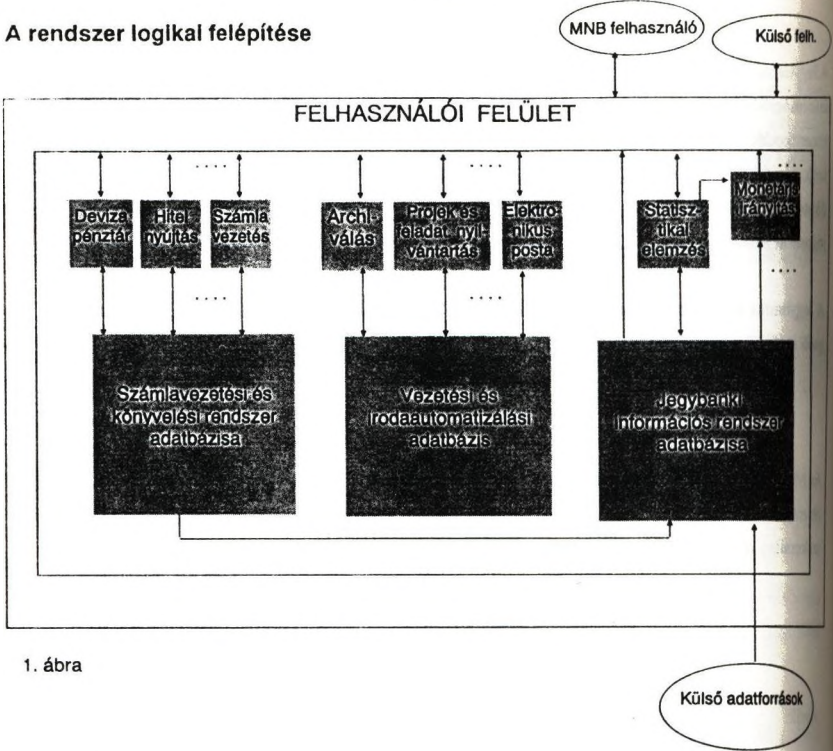 A rendszer logikai felépítése
MNB felhasználó
Külső felh.
FELHASZNÁLÓI FELÜLET
....
....
....
Deviza
pénztár
Hitel
nyújtás
Számla
vezetés
Archi-
válás
Projek és
feladat nyil-
vántartás
Elektro-
nikus
posta
Statisz-
tikai
elemzés
Monetáris
irányítás
....
....
....
Számlavezetési és
könyvelési rendszer
adatbázisa
Vezetési és
irodaautomatizálási
adatbázis
Jegybanki
információs rendszer
adatbázisa
1. ábra
Külső adatforrások